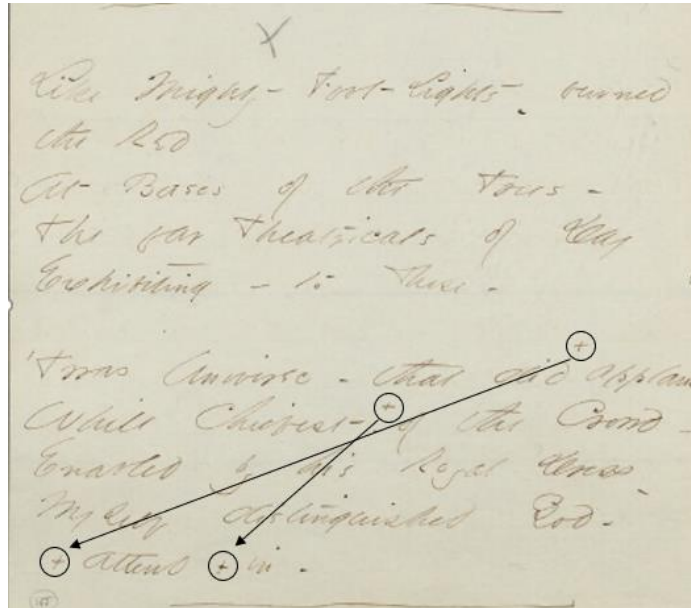 Like Mighty - Foot-Lights - burned
the Red
At Bases of the Trees -
The far Theatricals of Day
Exhibiting - to These -
'Twas Universe - that did + applau
While Chiefest + of the Crowd -
Enabled by his Royal Dress
Myself distinguished God -
+ attend + in -